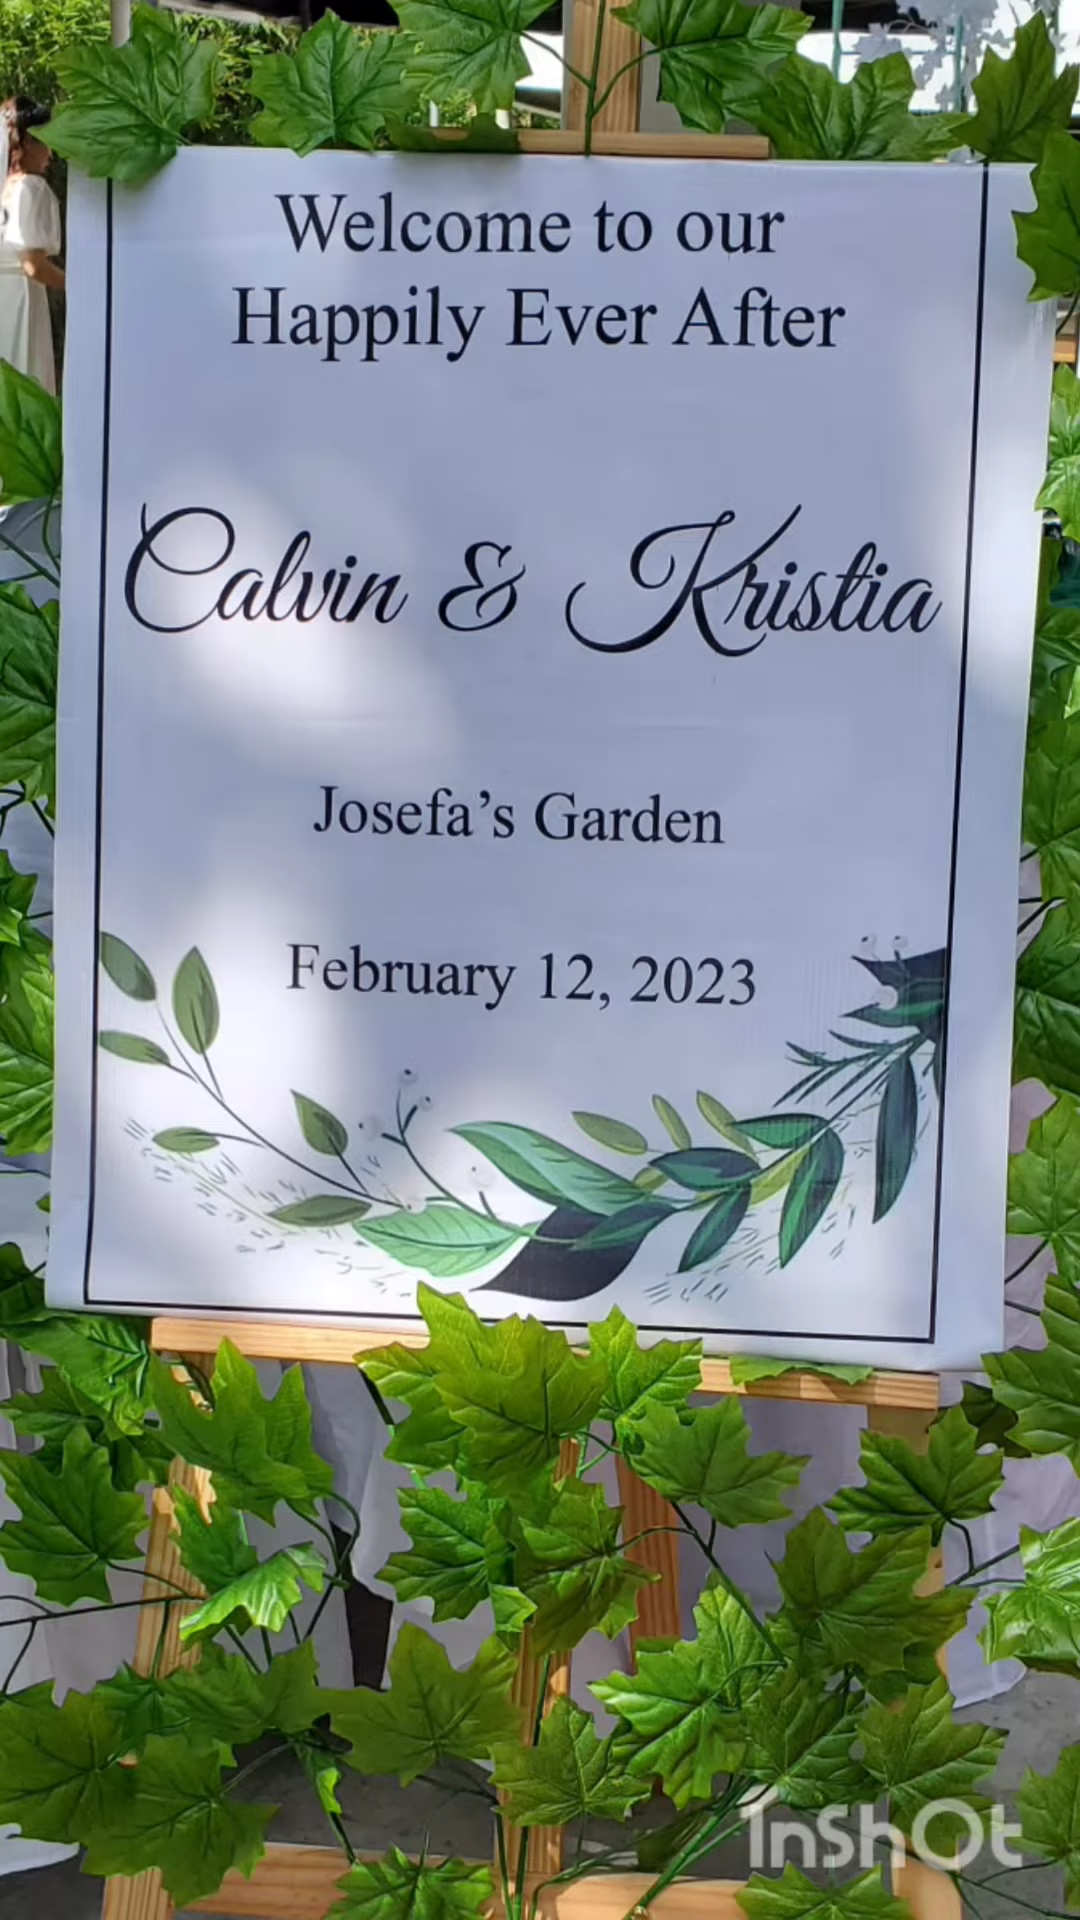 Welcome to our
Happily Ever After
Calvin & Kristia
Josefa's Garden
February 12, 2023
InShOt